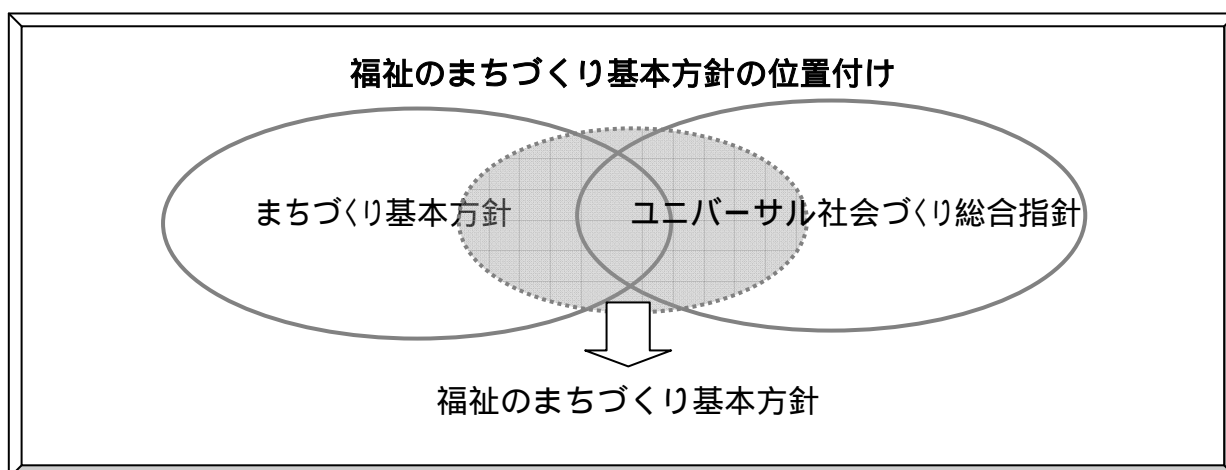 福祉のまちづくり基本方針の位置付け
まちづくり基本方針
ユニバーサル社会づくり総合指針
福祉のまちづくり基本方針